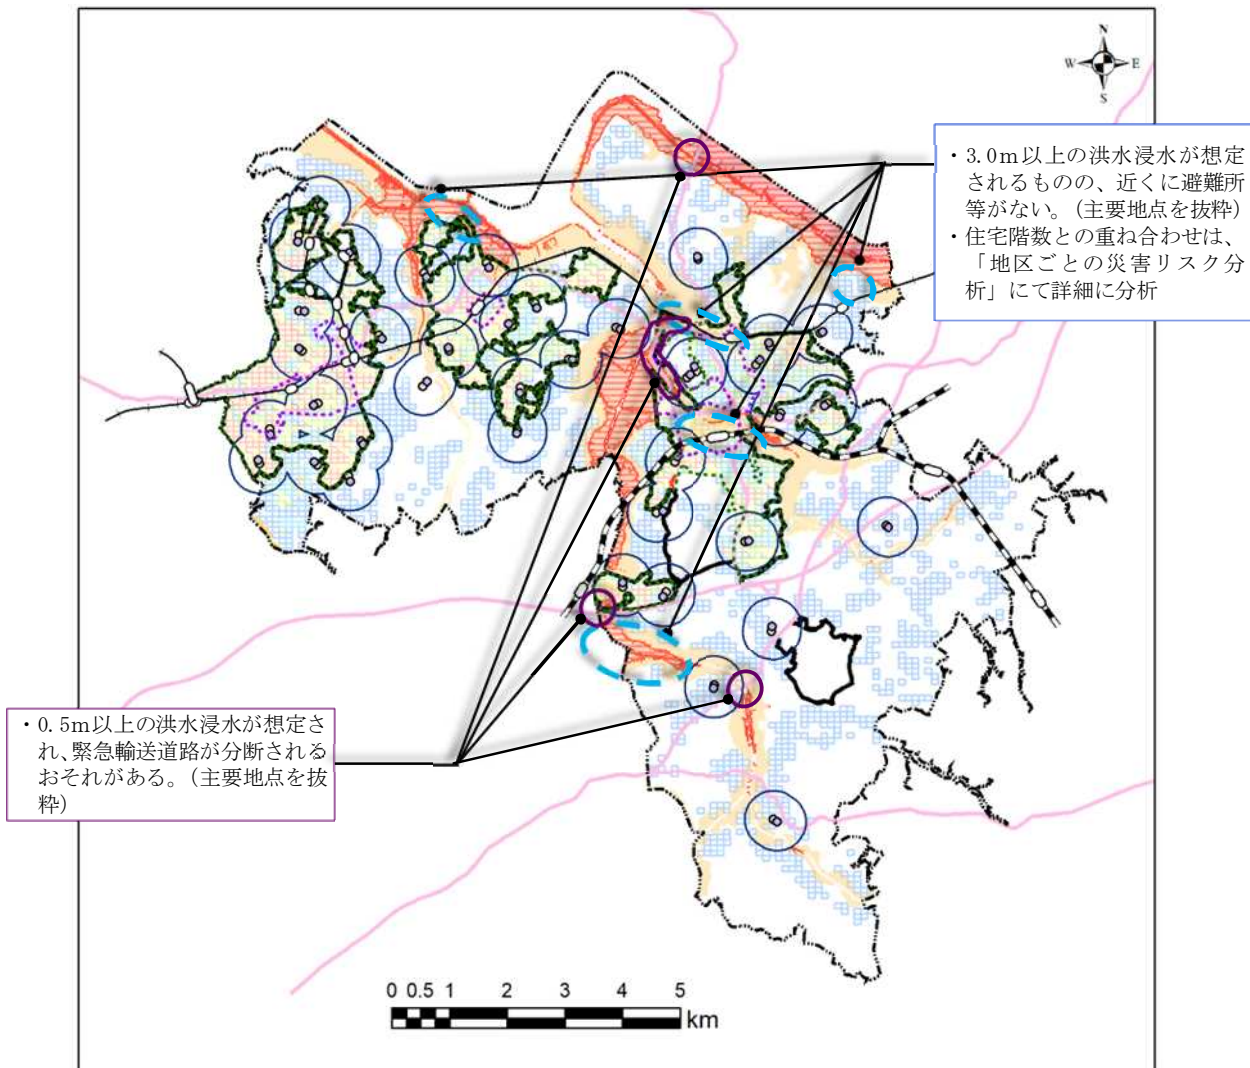 N
W E
S
・3.0m以上の洪水浸水が想定
されるものの、近くに避難所
等がない。(主要地点を抜粋)
・住宅階数との重ね合わせは、
「地区ごとの災害リスク分
析」にて詳細に分析
・0.5m以上の洪水浸水が想定さ
れ、緊急輸送道路が分断される
おそれがある。(主要地点を抜
粋)
0 0.5 1 2 3 4 5
km